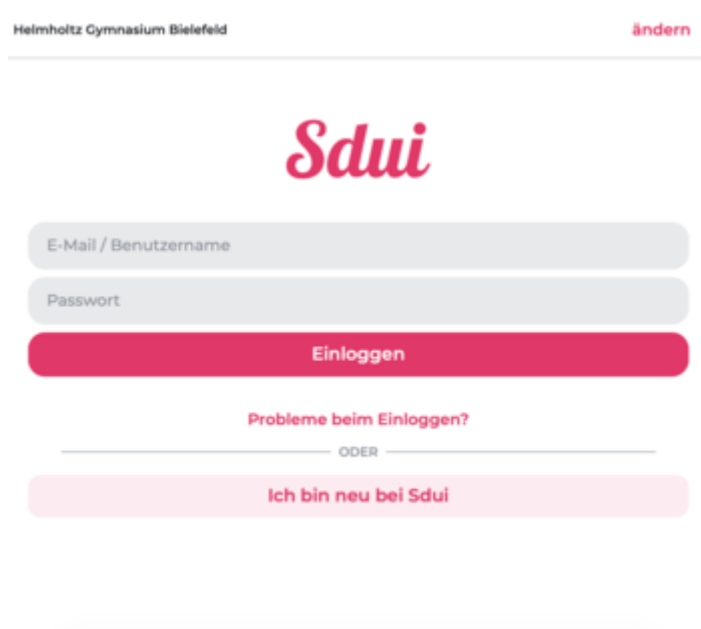 Helmholtz Gymnasium Bielefeld ändern
Sdui
E-Mail / Benutzername
Passwort
Einloggen
Probleme beim Einloggen?
ODER
Ich bin neu bei Sdui